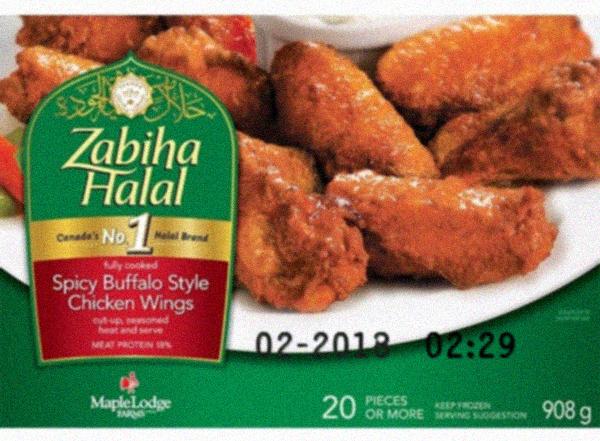 حلال
Zabiha
Halal
Canada's No. 1 Halal Brand
fully cooked
Spicy Buffalo Style
Chicken Wings
cut-up, seasoned
heat and serve
MEAT PROTEIN 18%
02-2018 02:29
Maple Lodge
FARMS
20 PIECES
OR MORE
KEEP FROZEN
SERVING SUGGESTION
908 g